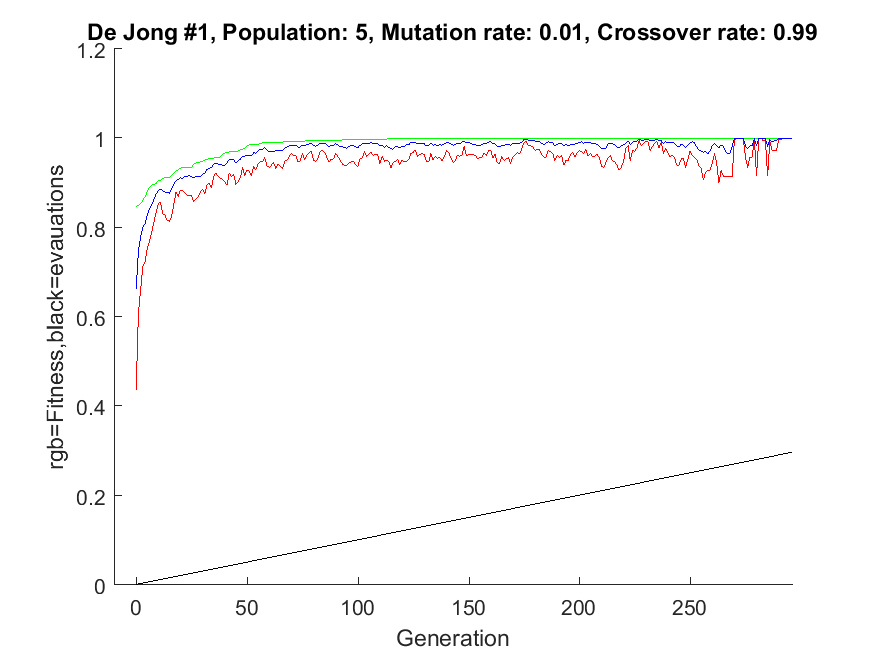 De Jong #1, Population: 5, Mutation rate: 0.01, Crossover rate: 0.99
1.2
1
0.8
0.6
0.4
0.2
0
rgb=Fitness,black=evauations
0 50 100 150 200 250
Generation